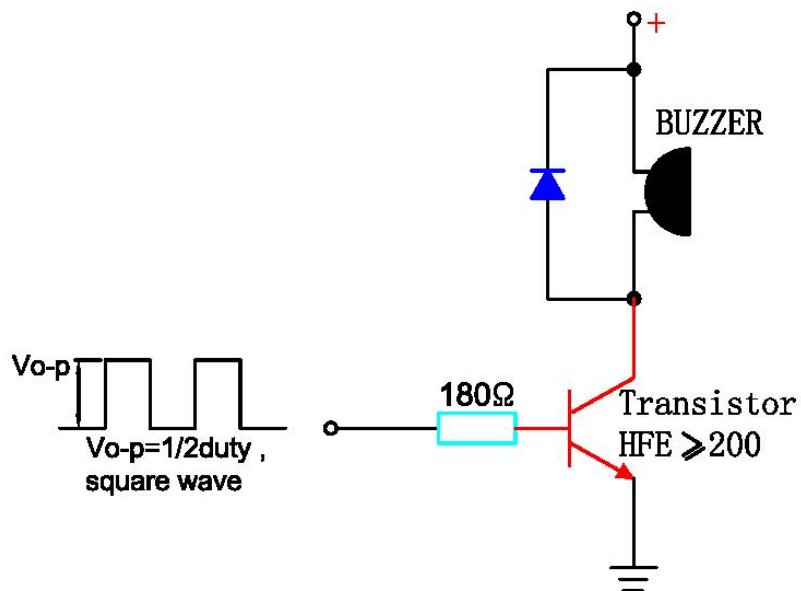 +
BUZZER
Vo-p
180Ω
Transistor
HFE ⩾200
Vo-p=1/2duty ,
square wave